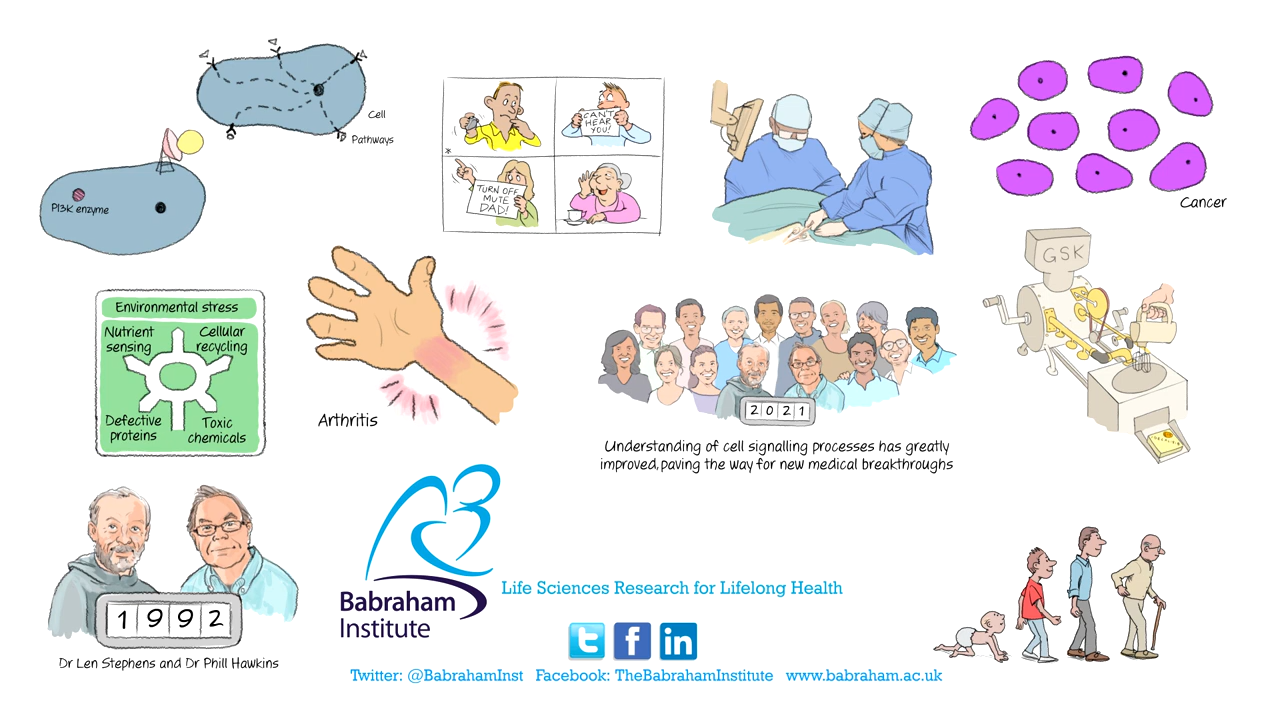 Cell
Pathways
PI3K enzyme
CAN'T
HEAR
YOU!
*
TURN OFF
MUTE
DAD!
Cancer
GSK
Environmental stress
Nutrient
sensing
Cellular
recycling
Defective
proteins
Toxic
chemicals
Arthritis
2021
Understanding of cell signalling processes has greatly
improved, paving the way for new medical breakthroughs
1992
Dr Len Stephens and Dr Phill Hawkins
Babraham
Institute
Life Sciences Research for Lifelong Health
Twitter: @BabrahamInst Facebook: TheBabrahamInstitute www.babraham.ac.uk